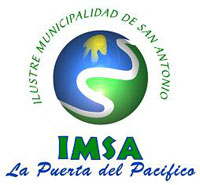 ILUSTRE MUNICIPALIDAD DE SAN ANTONIO
IMSA
La Puerta del Pacifico